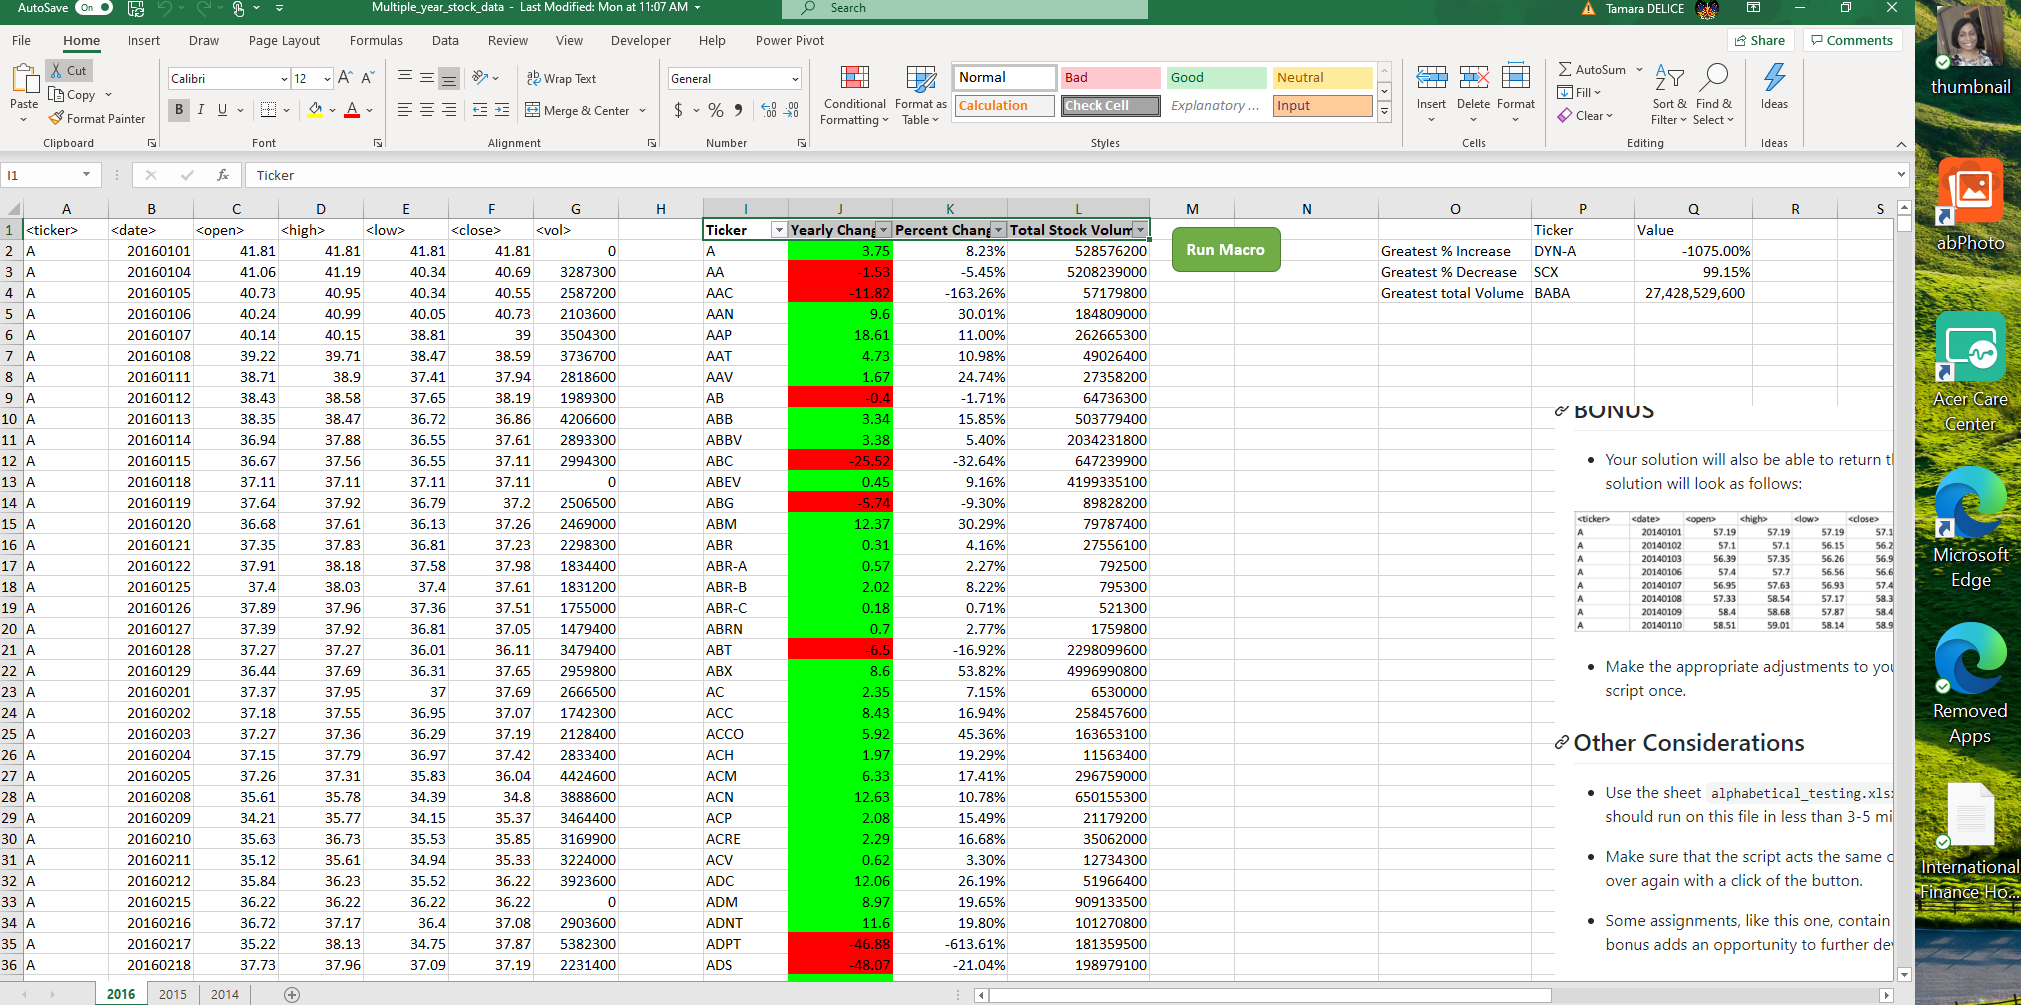 AutoSave On Multiple_year_stock_data - Last Modified: Mon at 11:07 AM Search Tamara DELICE
File Home Insert Draw Page Layout Formulas Data Review View Developer Help Power Pivot Share Comments
Cut Calibri 12 Wrap Text General Normal Bad Good Neutral AutoSum
Copy Fill
Paste Format Painter B I U Merge & Center $ % Conditional Formatting Format as Table Calculation Check Cell Explanatory ... Input Insert Delete Format Clear Sort & Filter Find & Select Ideas
Clipboard Font Alignment Number Styles Cells Editing Ideas
I1 fx Ticker
A B C D E F G H I J K L M N O P Q R S
1 <ticker> <date> <open> <high> <low> <close> <vol> Ticker Yearly Chang Percent Chang Total Stock Volum Ticker Value
2 A 20160101 41.81 41.81 41.81 41.81 0 A 3.75 8.23% 528576200 Run Macro Greatest % Increase DYN-A -1075.00%
3 A 20160104 41.06 41.19 40.34 40.69 3287300 AA -1.53 -5.45% 5208239000 Greatest % Decrease SCX 99.15%
4 A 20160105 40.73 40.95 40.34 40.55 2587200 AAC -11.82 -163.26% 57179800 Greatest total Volume BABA 27,428,529,600
5 A 20160106 40.24 40.99 40.05 40.73 2103600 AAN 9.6 30.01% 184809000
6 A 20160107 40.14 40.15 38.81 39 3504300 AAP 18.61 11.00% 262665300
7 A 20160108 39.22 39.71 38.47 38.59 3736700 AAT 4.73 10.98% 49026400
8 A 20160111 38.71 38.9 37.41 37.94 2818600 AAV 1.67 24.74% 27358200
9 A 20160112 38.43 38.58 37.65 38.19 1989300 AB -0.4 -1.71% 64736300
10 A 20160113 38.35 38.47 36.72 36.86 4206600 ABB 3.34 15.85% 503779400
11 A 20160114 36.94 37.88 36.55 37.61 2893300 ABBV 3.38 5.40% 2034231800
12 A 20160115 36.67 37.56 36.55 37.11 2994300 ABC -25.52 -32.64% 647239900
13 A 20160118 37.11 37.11 37.11 37.11 0 ABEV 0.45 9.16% 4199335100
14 A 20160119 37.64 37.92 36.79 37.2 2506500 ABG -5.74 -9.30% 89828200
15 A 20160120 36.68 37.61 36.13 37.26 2469000 ABM 12.37 30.29% 79787400
16 A 20160121 37.35 37.83 36.81 37.23 2298300 ABR 0.31 4.16% 27556100
17 A 20160122 37.91 38.18 37.58 37.98 1834400 ABR-A 0.57 2.27% 792500
18 A 20160125 37.4 38.03 37.4 37.61 1831200 ABR-B 2.02 8.22% 795300
19 A 20160126 37.89 37.96 37.36 37.51 1755000 ABR-C 0.18 0.71% 521300
20 A 20160127 37.39 37.92 36.81 37.05 1479400 ABRN 0.7 2.77% 1759800
21 A 20160128 37.27 37.27 36.01 36.11 3479400 ABT -6.5 -16.92% 2298099600
22 A 20160129 36.44 37.69 36.31 37.65 2959800 ABX 8.6 53.82% 4996990800
23 A 20160201 37.37 37.95 37 37.69 2666500 AC 2.35 7.15% 6530000
24 A 20160202 37.18 37.55 36.95 37.07 1742300 ACC 8.43 16.94% 258457600
25 A 20160203 37.27 37.36 36.29 37.19 2128400 ACCO 5.92 45.36% 163653100
26 A 20160204 37.15 37.79 36.97 37.42 2833400 ACH 1.97 19.29% 11563400
27 A 20160205 37.26 37.31 35.83 36.04 4424600 ACM 6.33 17.41% 296759000
28 A 20160208 35.61 35.78 34.39 34.8 3888600 ACN 12.63 10.78% 650155300
29 A 20160209 34.21 35.77 34.15 35.37 3464400 ACP 2.08 15.49% 21179200
30 A 20160210 35.63 36.73 35.53 35.85 3169900 ACRE 2.29 16.68% 35062000
31 A 20160211 35.12 35.61 34.94 35.33 3224000 ACV 0.62 3.30% 12734300
32 A 20160212 35.84 36.23 35.52 36.22 3923600 ADC 12.06 26.19% 51966400
33 A 20160215 36.22 36.22 36.22 36.22 0 ADM 8.97 19.65% 909133500
34 A 20160216 36.72 37.17 36.4 37.08 2903600 ADNT 11.6 19.80% 101270800
35 A 20160217 35.22 38.13 34.75 37.87 5382300 ADPT -46.88 -613.61% 181359500
36 A 20160218 37.73 37.96 37.09 37.19 2231400 ADS -48.07 -21.04% 198979100
BONUS
• Your solution will also be able to return t
solution will look as follows:
<ticker> <date> <open> <high> <low> <close>
A 20140101 57.19 57.19 57.19 57.1
A 20140102 57.1 57.1 56.15 56.2
A 20140103 56.39 57.35 56.26 56.9
A 20140106 57.4 57.7 56.56 56.6
A 20140107 56.95 57.63 56.93 57.4
A 20140108 57.33 58.54 57.17 58.3
A 20140109 58.4 58.68 57.87 58.4
A 20140110 58.51 59.01 58.14 58.9
• Make the appropriate adjustments to you
script once.
Other Considerations
• Use the sheet alphabetical_testing.xls
should run on this file in less than 3-5 mi
• Make sure that the script acts the same
over again with a click of the button.
• Some assignments, like this one, contain
bonus adds an opportunity to further de
2016 2015 2014
thumbnail
abPhoto
Acer Care
Center
Microsoft
Edge
Removed
Apps
International
Finance Ho...